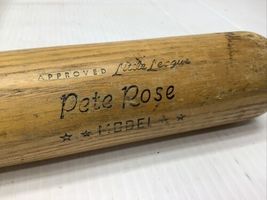 APPROVED Little League
Pete Rose
★ ★ MODEL ★ ★